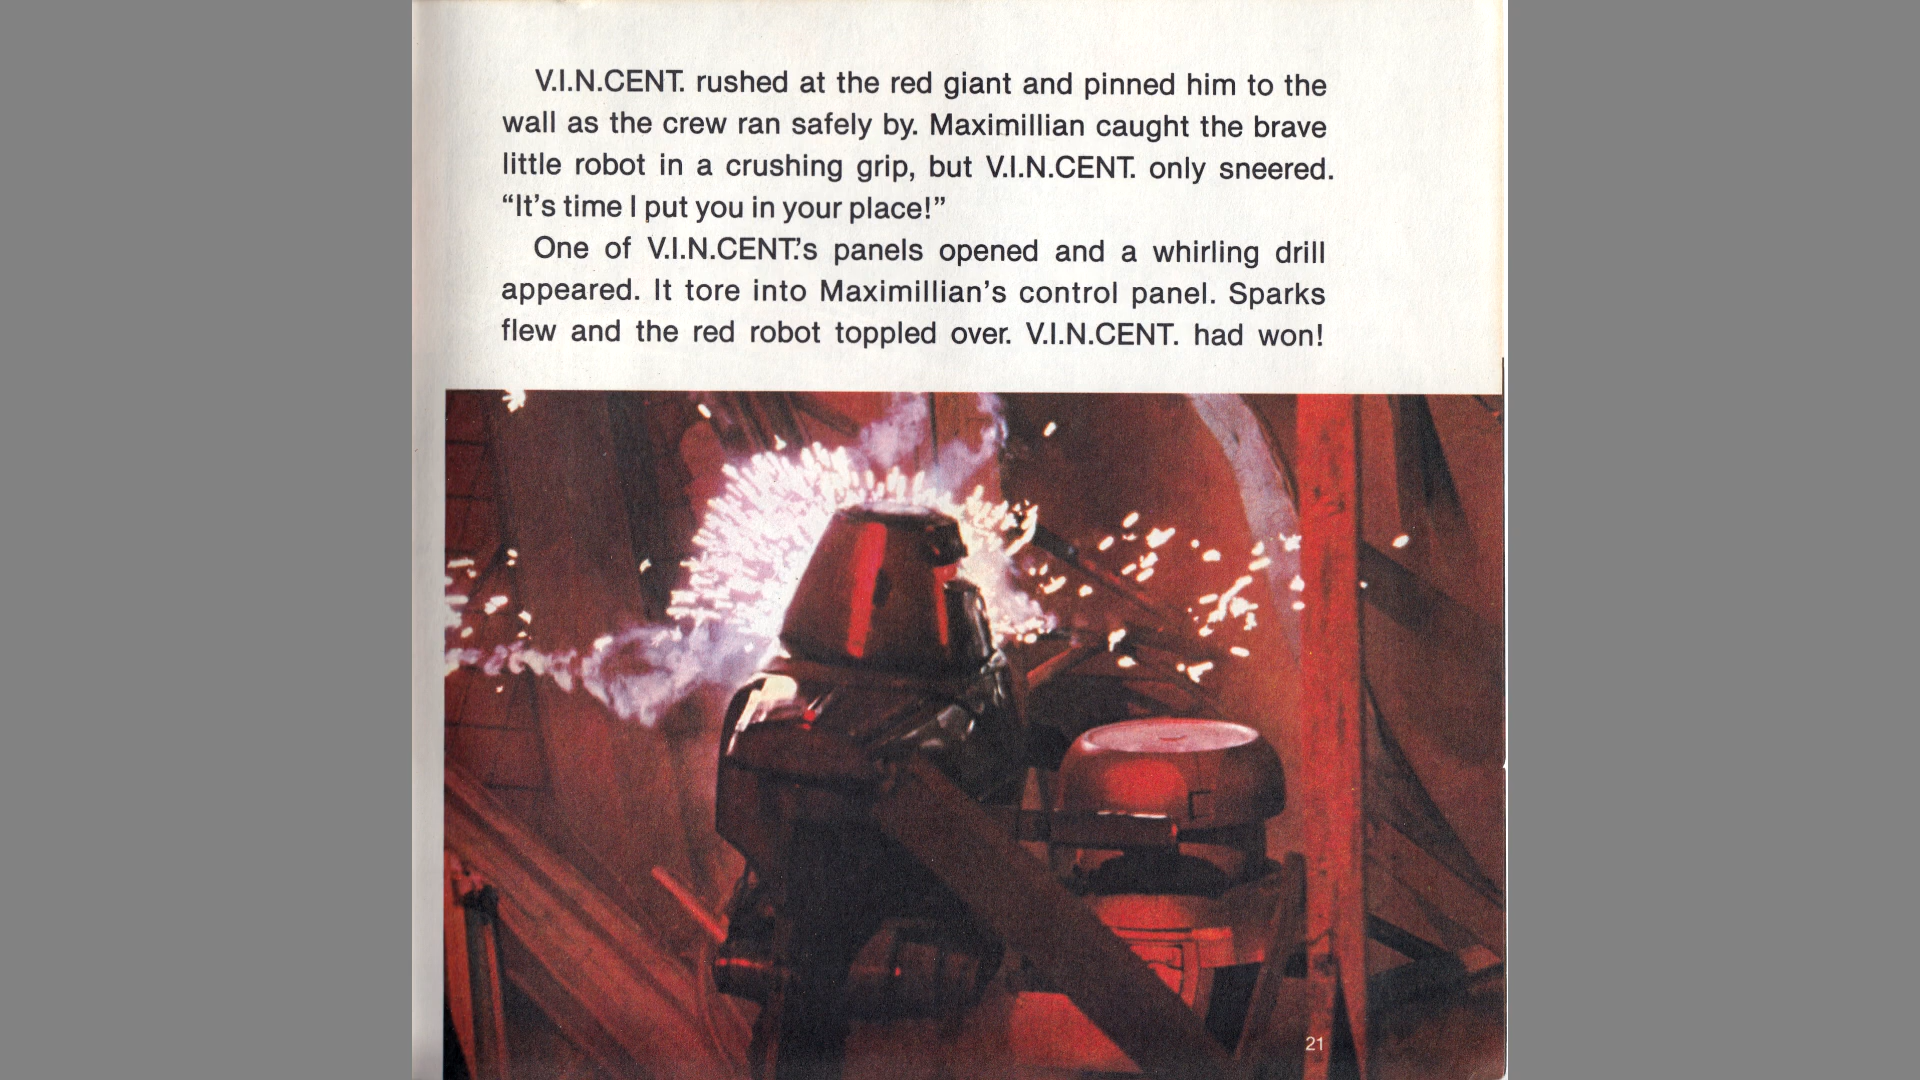 V.I.N.CENT. rushed at the red giant and pinned him to the
wall as the crew ran safely by. Maximillian caught the brave
little robot in a crushing grip, but V.I.N.CENT. only sneered.
“It’s time I put you in your place!”
One of V.I.N.CENT.’s panels opened and a whirling drill
appeared. It tore into Maximillian’s control panel. Sparks
flew and the red robot toppled over. V.I.N.CENT. had won!
21